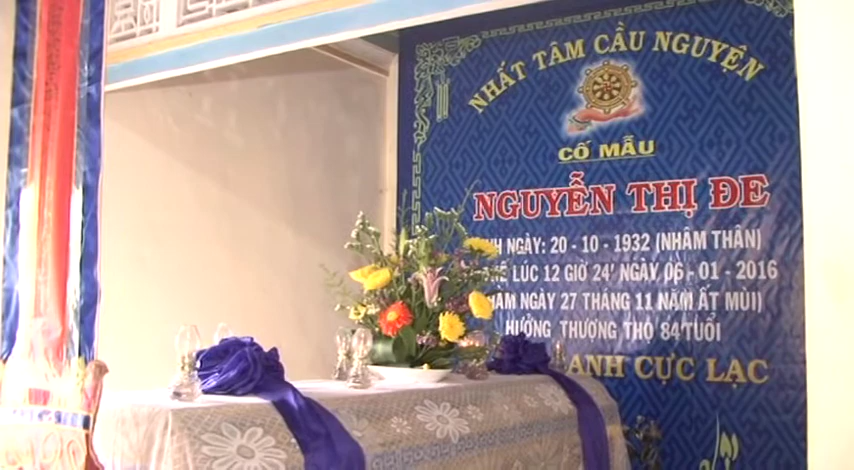 NHẤT TÂM CẦU NGUYỆN
CỐ MẪU
NGUYỄN THỊ ĐE
NGÀY: 20 - 10 - 1932 (NHÂM THÂN)
LÚC 12 GIỜ 24' NGÀY 06 - 01 - 2016
NGÀY 27 THÁNG 11 NĂM ẤT MÙI)
HƯỞNG THƯỢNG THỌ 84 TUỔI
CỰC LẠC